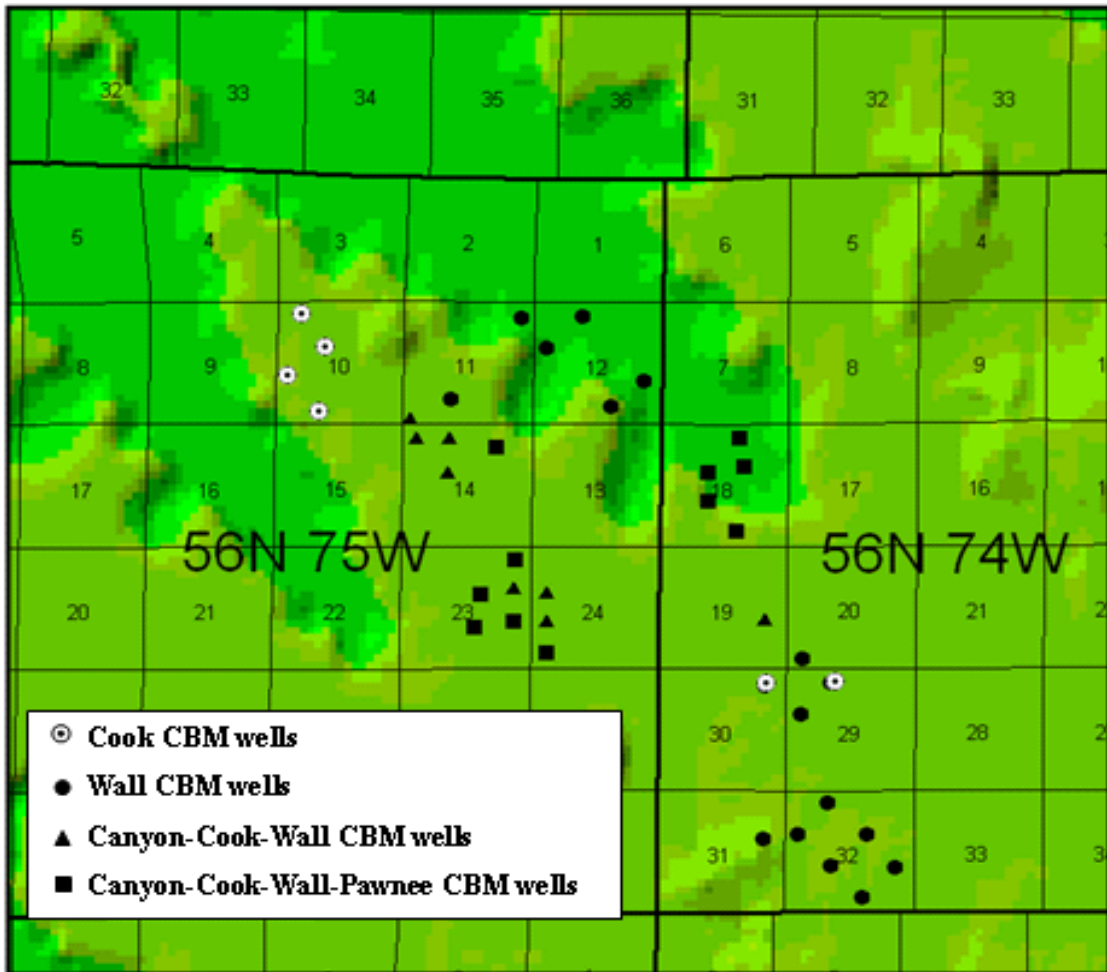 32 33 34 35 36 31 32 33
5 4 3 2 1 6 5 4
8 9 10 11 12 7 8 9
17 16 15 14 13 18 17 16
56N 75W 56N 74W
20 21 22 23 24 19 20 21
30 29 28
Cook CBM wells
Wall CBM wells
Canyon-Cook-Wall CBM wells
Canyon-Cook-Wall-Pawnee CBM wells
31 32 33